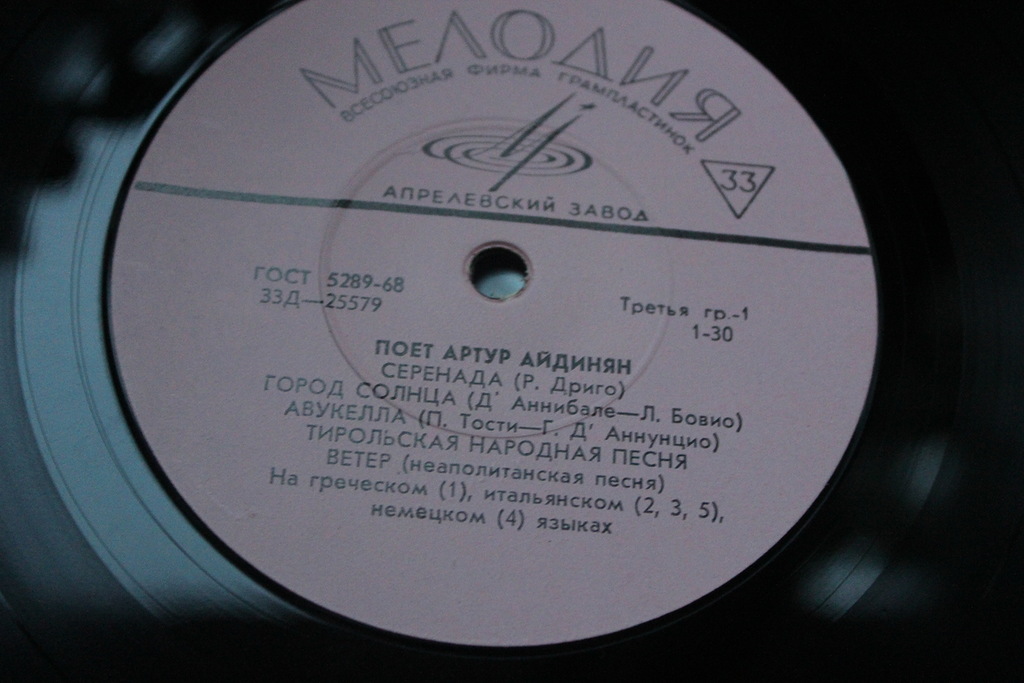 МЕЛОДИЯ
ВСЕСОЮЗНАЯ ФИРМА ГРАМПЛАСТИНОК
33
АПРЕЛЕВСКИЙ ЗАВОД
ГОСТ 5289-68
33Д—25579
Третья гр.-1
1-30
ПОЕТ АРТУР АЙДИНЯН
СЕРЕНАДА (Р. Дриго)
ГОРОД СОЛНЦА (Д' Аннибале—Л. Бовио)
АВУКЕЛЛА (П. Тости—Г. Д' Аннунцио)
ТИРОЛЬСКАЯ НАРОДНАЯ ПЕСНЯ
ВЕТЕР (неаполитанская песня)
На греческом (1), итальянском (2, 3, 5),
немецком (4) языках